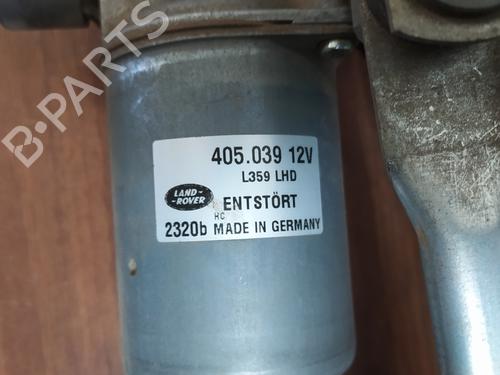 B-PARTS
405.039 12V
L359 LHD
LAND-
-ROVER
ENTSTÖRT
HC
2320b MADE IN GERMANY